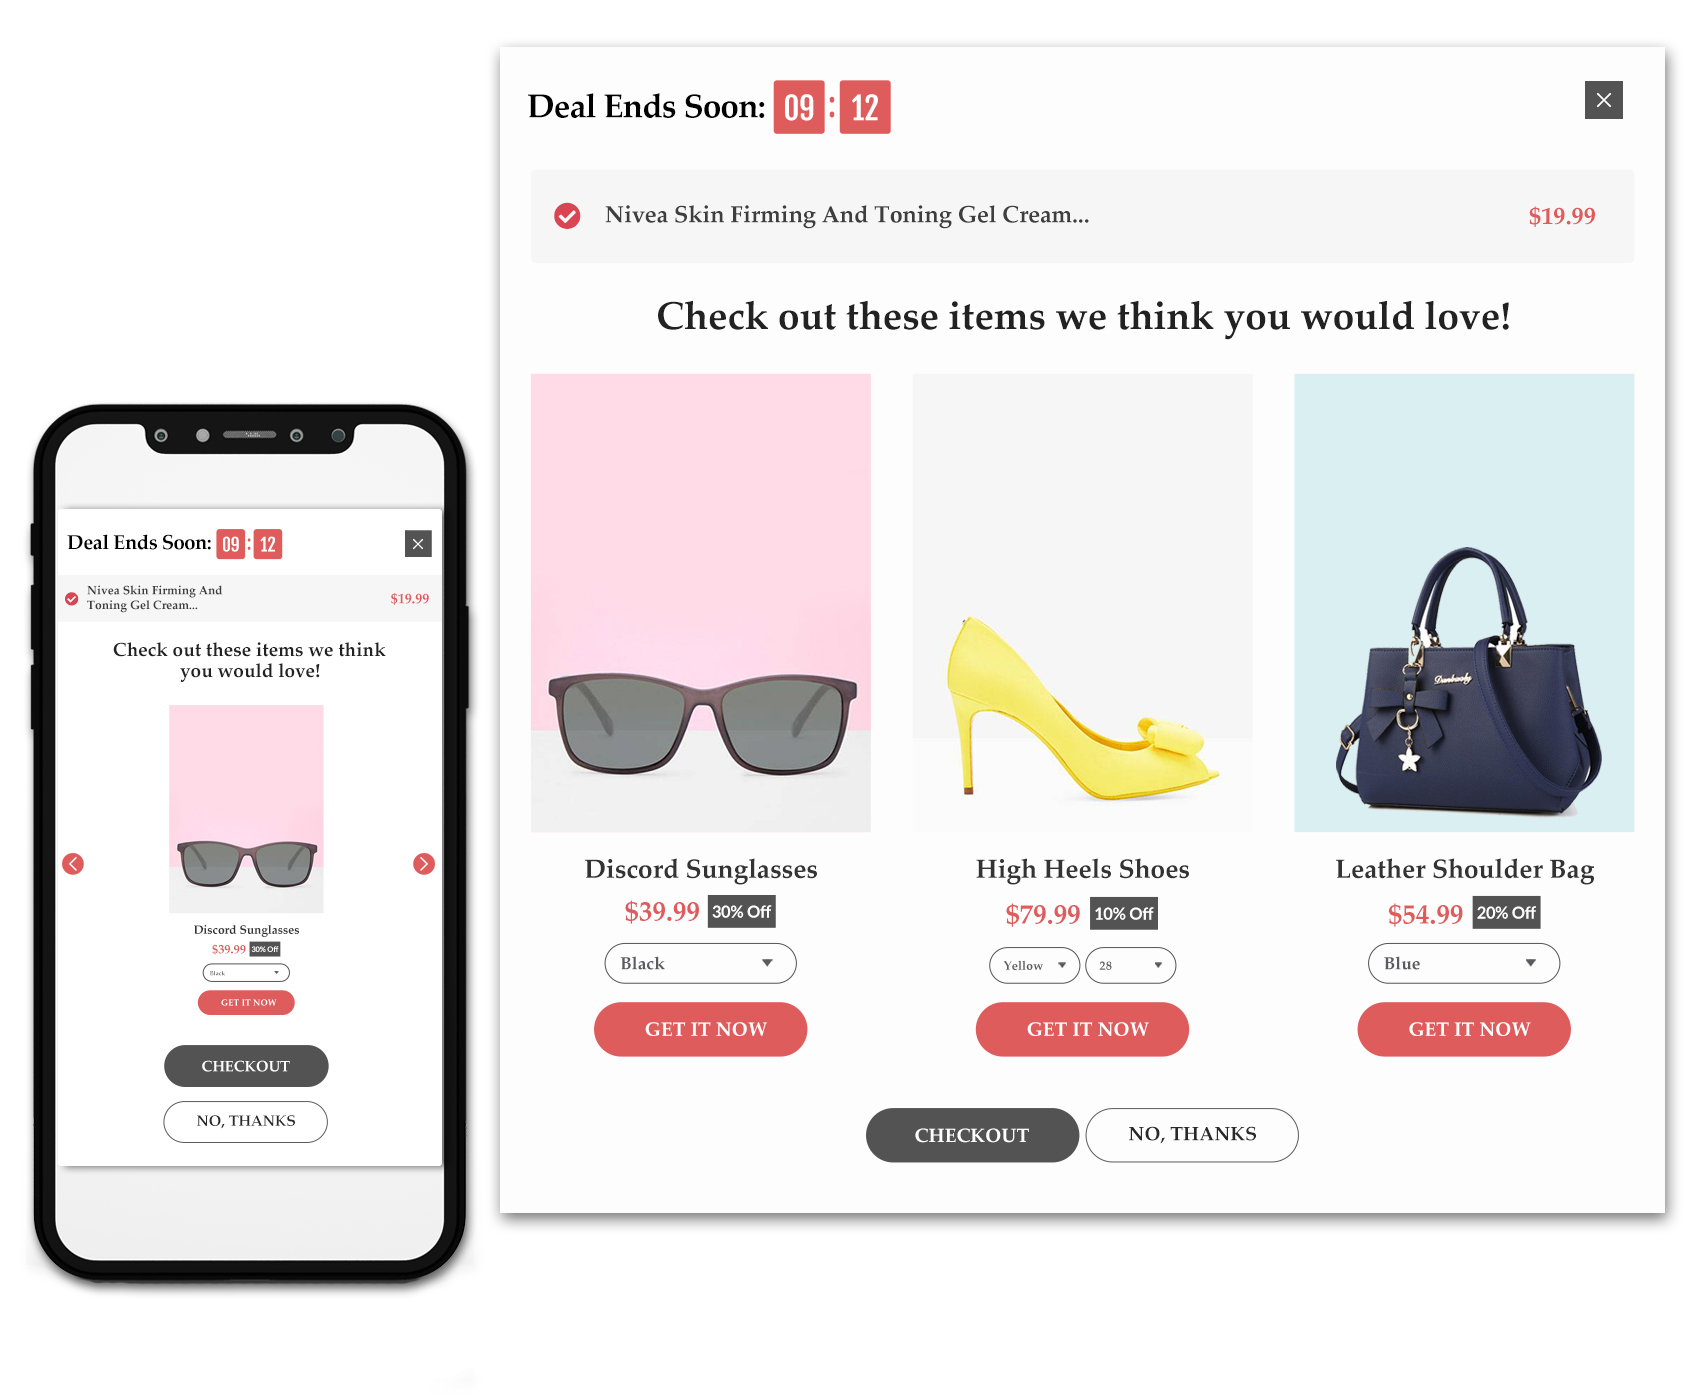 Deal Ends Soon: 09 : 12
Nivea Skin Firming And Toning Gel Cream...
$19.99
Check out these items we think you would love!
Discord Sunglasses
$39.99 30% Off
Black
GET IT NOW
High Heels Shoes
$79.99 10% Off
Yellow 28
GET IT NOW
Leather Shoulder Bag
$54.99 20% Off
Blue
GET IT NOW
CHECKOUT
NO, THANKS
Deal Ends Soon: 09 : 12
Nivea Skin Firming And
Toning Gel Cream...
$19.99
Check out these items we think
you would love!
Discord Sunglasses
$39.99 30% Off
Black
GET IT NOW
CHECKOUT
NO, THANKS